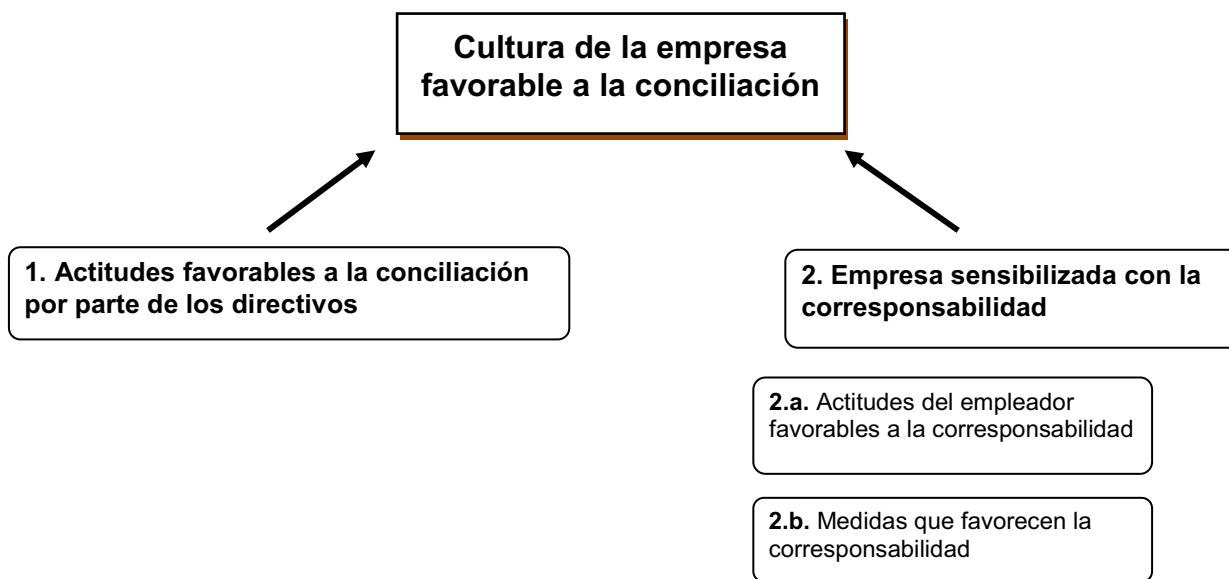 Cultura de la empresa
favorable a la conciliación
1. Actitudes favorables a la conciliación
por parte de los directivos
2. Empresa sensibilizada con la
corresponsabilidad
2.a. Actitudes del empleador
favorables a la corresponsabilidad
2.b. Medidas que favorecen la
corresponsabilidad